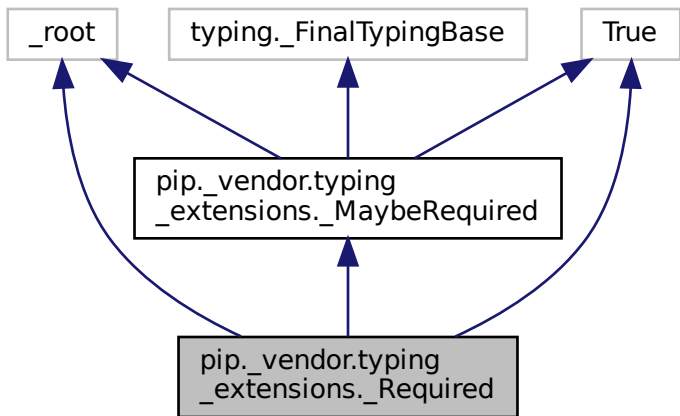 _root
typing._FinalTypingBase
True
pip._vendor.typing
_extensions._MaybeRequired
pip._vendor.typing
_extensions._Required